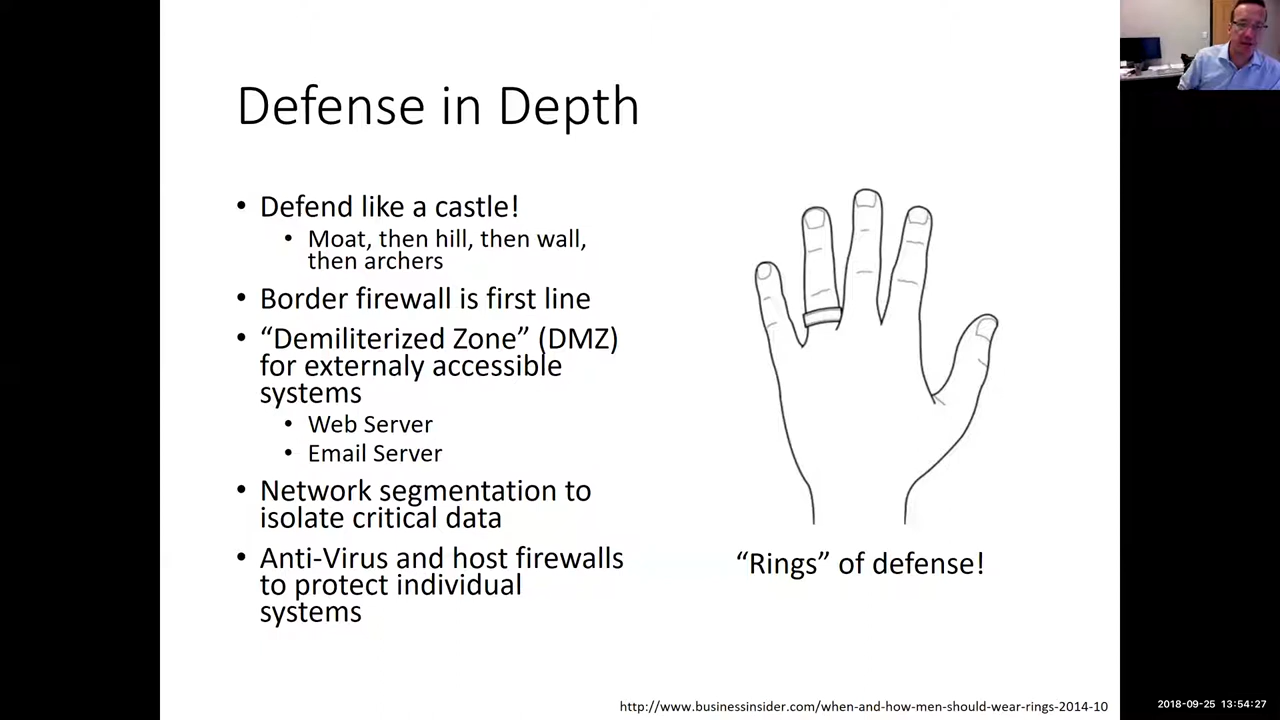 Defense in Depth
• Defend like a castle!
• Moat, then hill, then wall,
then archers
• Border firewall is first line
• “Demiliterized Zone” (DMZ)
for externaly accessible
systems
• Web Server
• Email Server
• Network segmentation to
isolate critical data
• Anti-Virus and host firewalls
to protect individual
systems
“Rings” of defense!
http://www.businessinsider.com/when-and-how-men-should-wear-rings-2014-10
2018-09-25 13:54:27